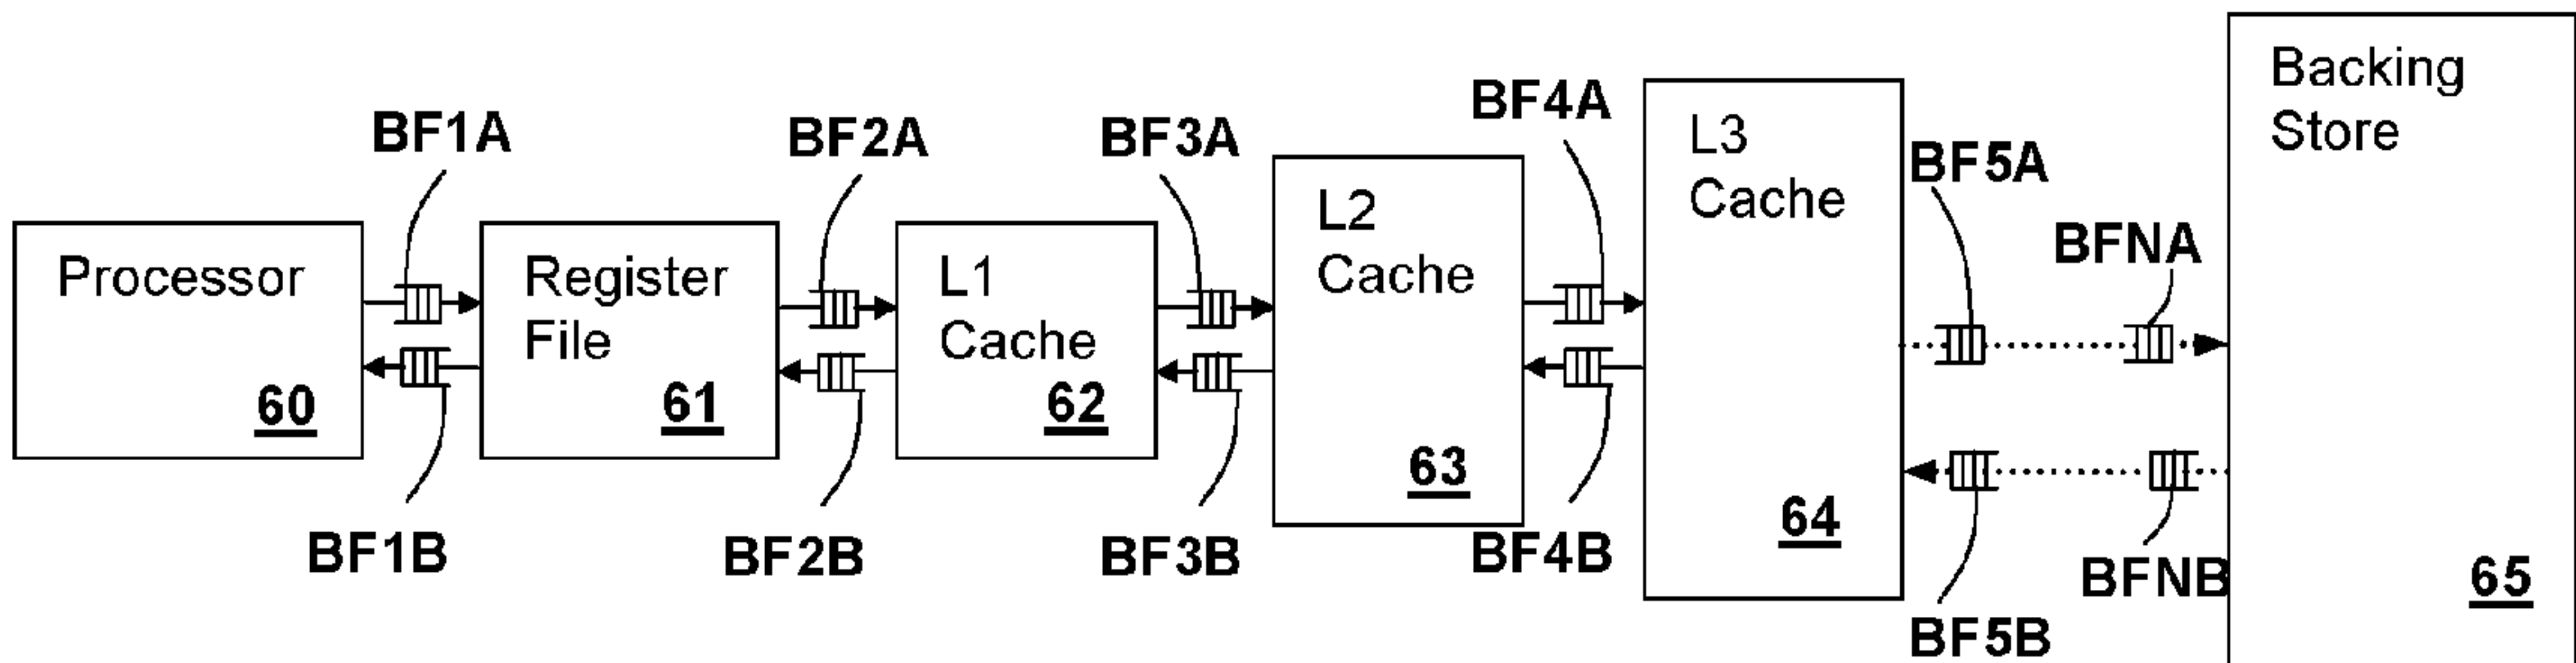 BF1A
BF2A
BF3A
BF4A
BF5A
BFNA
Processor
60
Register
File
61
L1
Cache
62
L2
Cache
63
L3
Cache
64
Backing
Store
65
BF1B
BF2B
BF3B
BF4B
BF5B
BFNB